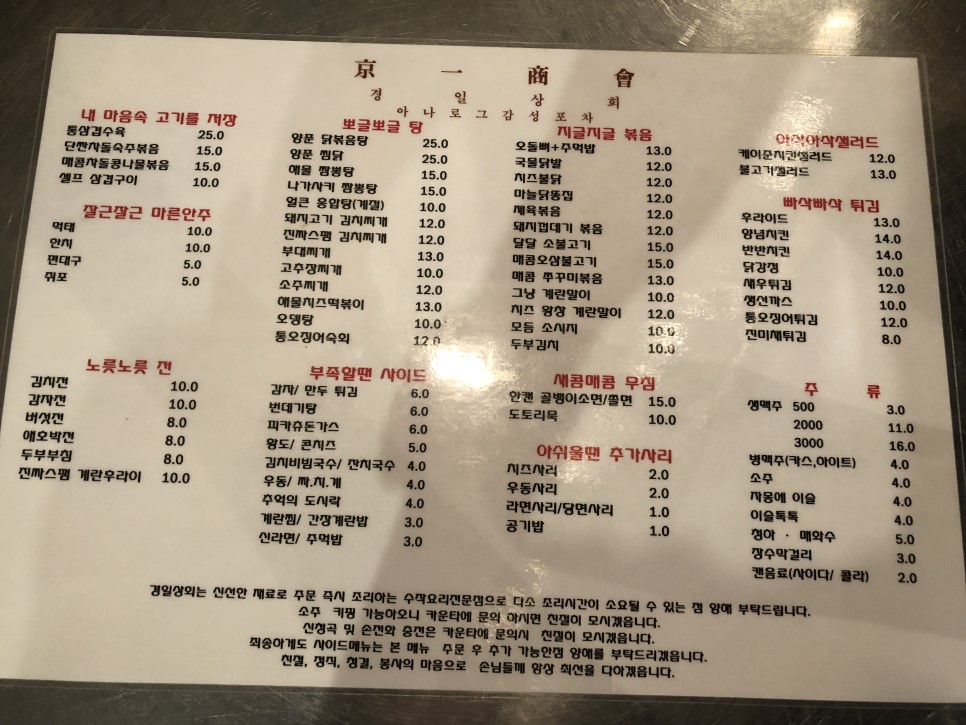 京 一 商 會
경 일 상 회
아 나 로 그 감 성 포 차
내 마음속 고기를 저장
통삼겹수육 25.0
단짠차돌숙주볶음 15.0
매콤차돌콩나물볶음 15.0
셀프 삼겹구이 10.0
잘근잘근 마른안주
먹태 10.0
한치 10.0
편대구 5.0
쥐포 5.0
노릇노릇 전
김치전 10.0
감자전 10.0
버섯전 8.0
애호박전 8.0
두부부침 8.0
진짜스팸 계란후라이 10.0
뽀글뽀글 탕
양푼 닭볶음탕 25.0
양푼 찜닭 25.0
해물 짬뽕탕 15.0
나가사키 짬뽕탕 15.0
얼큰 홍합탕(계절) 10.0
돼지고기 김치찌개 12.0
진짜스팸 김치찌개 12.0
부대찌개 13.0
고추장찌개 10.0
소주찌개 12.0
해물치즈떡볶이 13.0
오뎅탕 10.0
통오징어숙회 12.0
부족할땐 사이드
감자/ 만두 튀김 6.0
번데기탕 6.0
피카츄돈가스 6.0
황도/ 콘치즈 5.0
김치비빔국수/ 잔치국수 4.0
우동/ 짜.치.계 4.0
추억의 도시락 4.0
계란찜/ 간장계란밥 3.0
신라면/ 주먹밥 3.0
지글지글 볶음
오돌뼈+주먹밥 13.0
국물닭발 12.0
치즈불닭 12.0
마늘닭똥집 12.0
제육볶음 12.0
돼지껍데기 볶음 12.0
달달 소불고기 15.0
매콤오삼불고기 15.0
매콤 쭈꾸미볶음 13.0
그냥 계란말이 10.0
치즈 왕창 계란말이 12.0
모듬 소시지 10.0
두부김치 10.0
새콤매콤 무침
한캔 골뱅이소면/쫄면 15.0
도토리묵 10.0
아쉬울땐 추가사리
치즈사리 2.0
우동사리 2.0
라면사리/당면사리 1.0
공기밥 1.0
아삭아삭샐러드
케이준치킨샐러드 12.0
불고기샐러드 13.0
빠삭빠삭 튀김
후라이드 13.0
양념치킨 14.0
반반치킨 14.0
닭강정 10.0
새우튀김 12.0
생선까스 10.0
통오징어튀김 12.0
진미채튀김 8.0
주 류
생맥주 500 3.0
2000 11.0
3000 16.0
병맥주(카스,하이트) 4.0
소주 4.0
자몽에 이슬 4.0
이슬톡톡 4.0
청하 · 매화수 5.0
장수막걸리 3.0
캔음료(사이다/ 콜라) 2.0
경일상회는 신선한 재료로 주문 즉시 조리하는 수작요리전문점으로 다소 조리시간이 소요될 수 있는 점 양해 부탁드립니다.
소주 키핑 가능하오니 카운타에 문의 하시면 친절이 모시겠읍니다.
신청곡 및 손전화 충전은 카운타에 문의시 친절이 모시겠읍니다.
죄송하게도 사이드메뉴는 본 메뉴 주문 후 추가 가능한점 양해를 부탁드리겠읍니다.
친절, 정직, 청결, 봉사의 마음으로 손님들께 항상 최선을 다하겠읍니다.